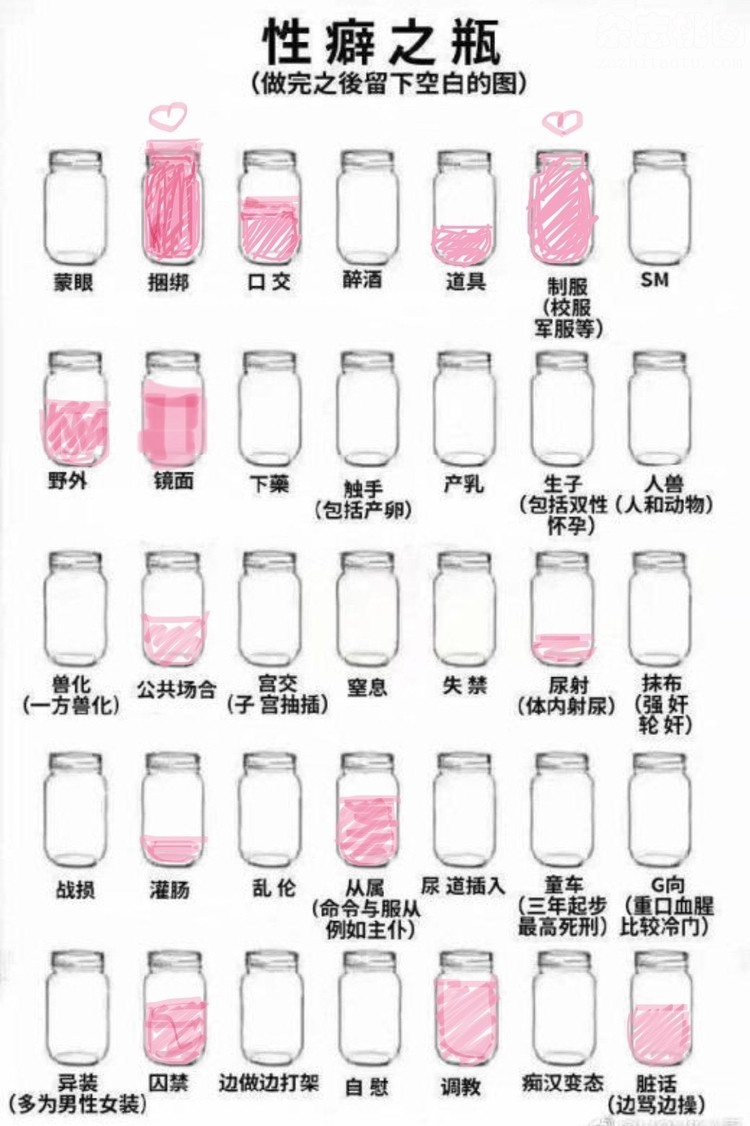 性癖之瓶
（做完之後留下空白的图）
蒙眼 捆绑 口 交 醉酒 道具 制服 SM
（校服
军服等）
野外 镜面 下藥 触手 产乳 生子 人兽
（包括产卵） （包括双性 （人和动物）
怀孕）
兽化 公共场合 宫交 窒息 失 禁 尿射 抹布
（一方兽化） （子 宫抽插） （体内射尿） （强 奸
轮 奸）
战损 灌肠 乱 伦 从属 尿 道插入 童车 G向
（命令与服从 （三年起步 （重口血腥
例如主仆） 最高死刑） 比较冷门）
异装 囚禁 边做边打架 自 慰 调教 痴汉变态 脏话
（多为男性女装） （边骂边操）